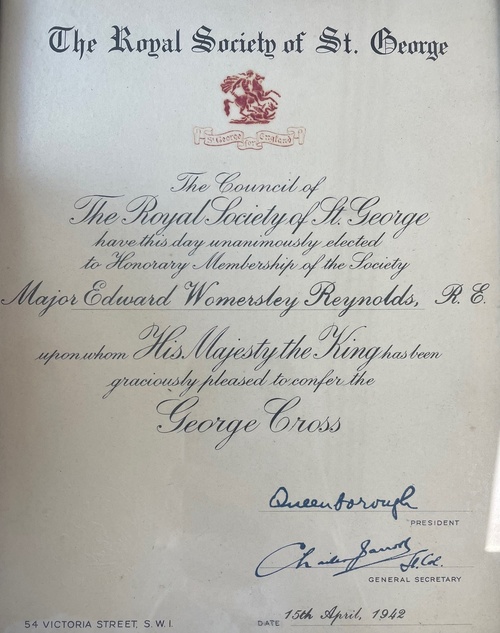 The Royal Society of St. George
St George for England
The Council of
The Royal Society of St. George
have this day unanimously elected
to Honorary Membership of the Society
Major Edward Womersley Reynolds, R.E.
upon whom His Majesty the King has been
graciously pleased to confer the
George Cross
Queenborough
PRESIDENT
Lt. Col.
GENERAL SECRETARY
54 VICTORIA STREET, S.W.1.
DATE 15th April, 1942